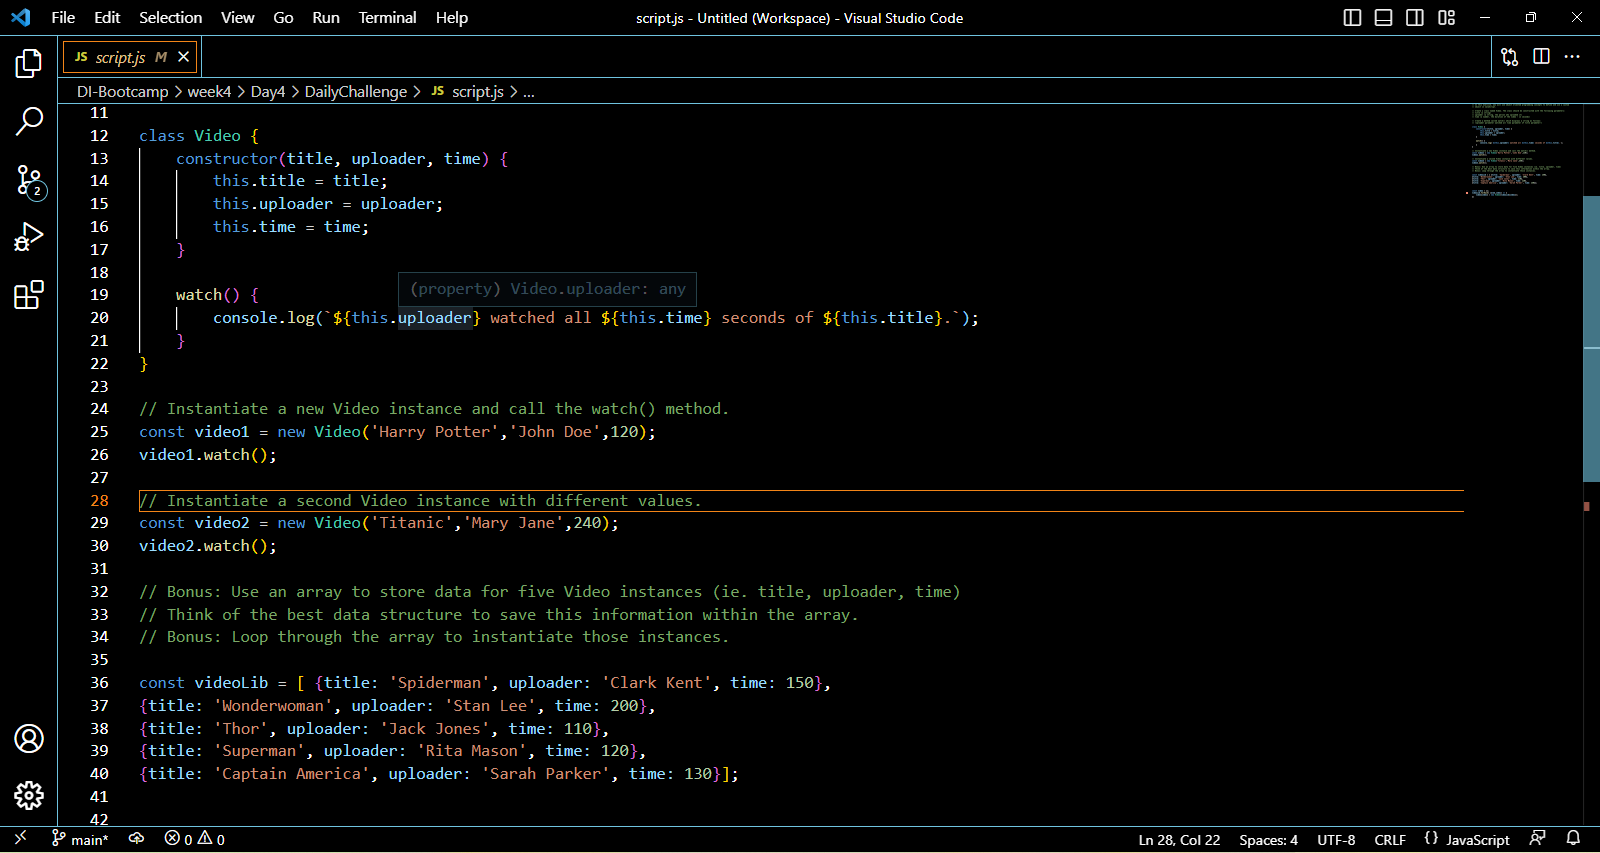 File Edit Selection View Go Run Terminal Help script.js - Untitled (Workspace) - Visual Studio Code
JS script.js M
DI-Bootcamp > week4 > Day4 > DailyChallenge > JS script.js > ...
11
12 class Video {
13 constructor(title, uploader, time) {
14 this.title = title;
15 this.uploader = uploader;
16 this.time = time;
17 }
18
(property) Video.uploader: any
19 watch() {
20 console.log(`${this.uploader} watched all ${this.time} seconds of ${this.title}.`);
21 }
22 }
23
24 // Instantiate a new Video instance and call the watch() method.
25 const video1 = new Video('Harry Potter','John Doe',120);
26 video1.watch();
27
28 // Instantiate a second Video instance with different values.
29 const video2 = new Video('Titanic','Mary Jane',240);
30 video2.watch();
31
32 // Bonus: Use an array to store data for five Video instances (ie. title, uploader, time)
33 // Think of the best data structure to save this information within the array.
34 // Bonus: Loop through the array to instantiate those instances.
35
36 const videoLib = [ {title: 'Spiderman', uploader: 'Clark Kent', time: 150},
37 {title: 'Wonderwoman', uploader: 'Stan Lee', time: 200},
38 {title: 'Thor', uploader: 'Jack Jones', time: 110},
39 {title: 'Superman', uploader: 'Rita Mason', time: 120},
40 {title: 'Captain America', uploader: 'Sarah Parker', time: 130}];
41
42
2
main* 0 0 Ln 28, Col 22 Spaces: 4 UTF-8 CRLF {} JavaScript